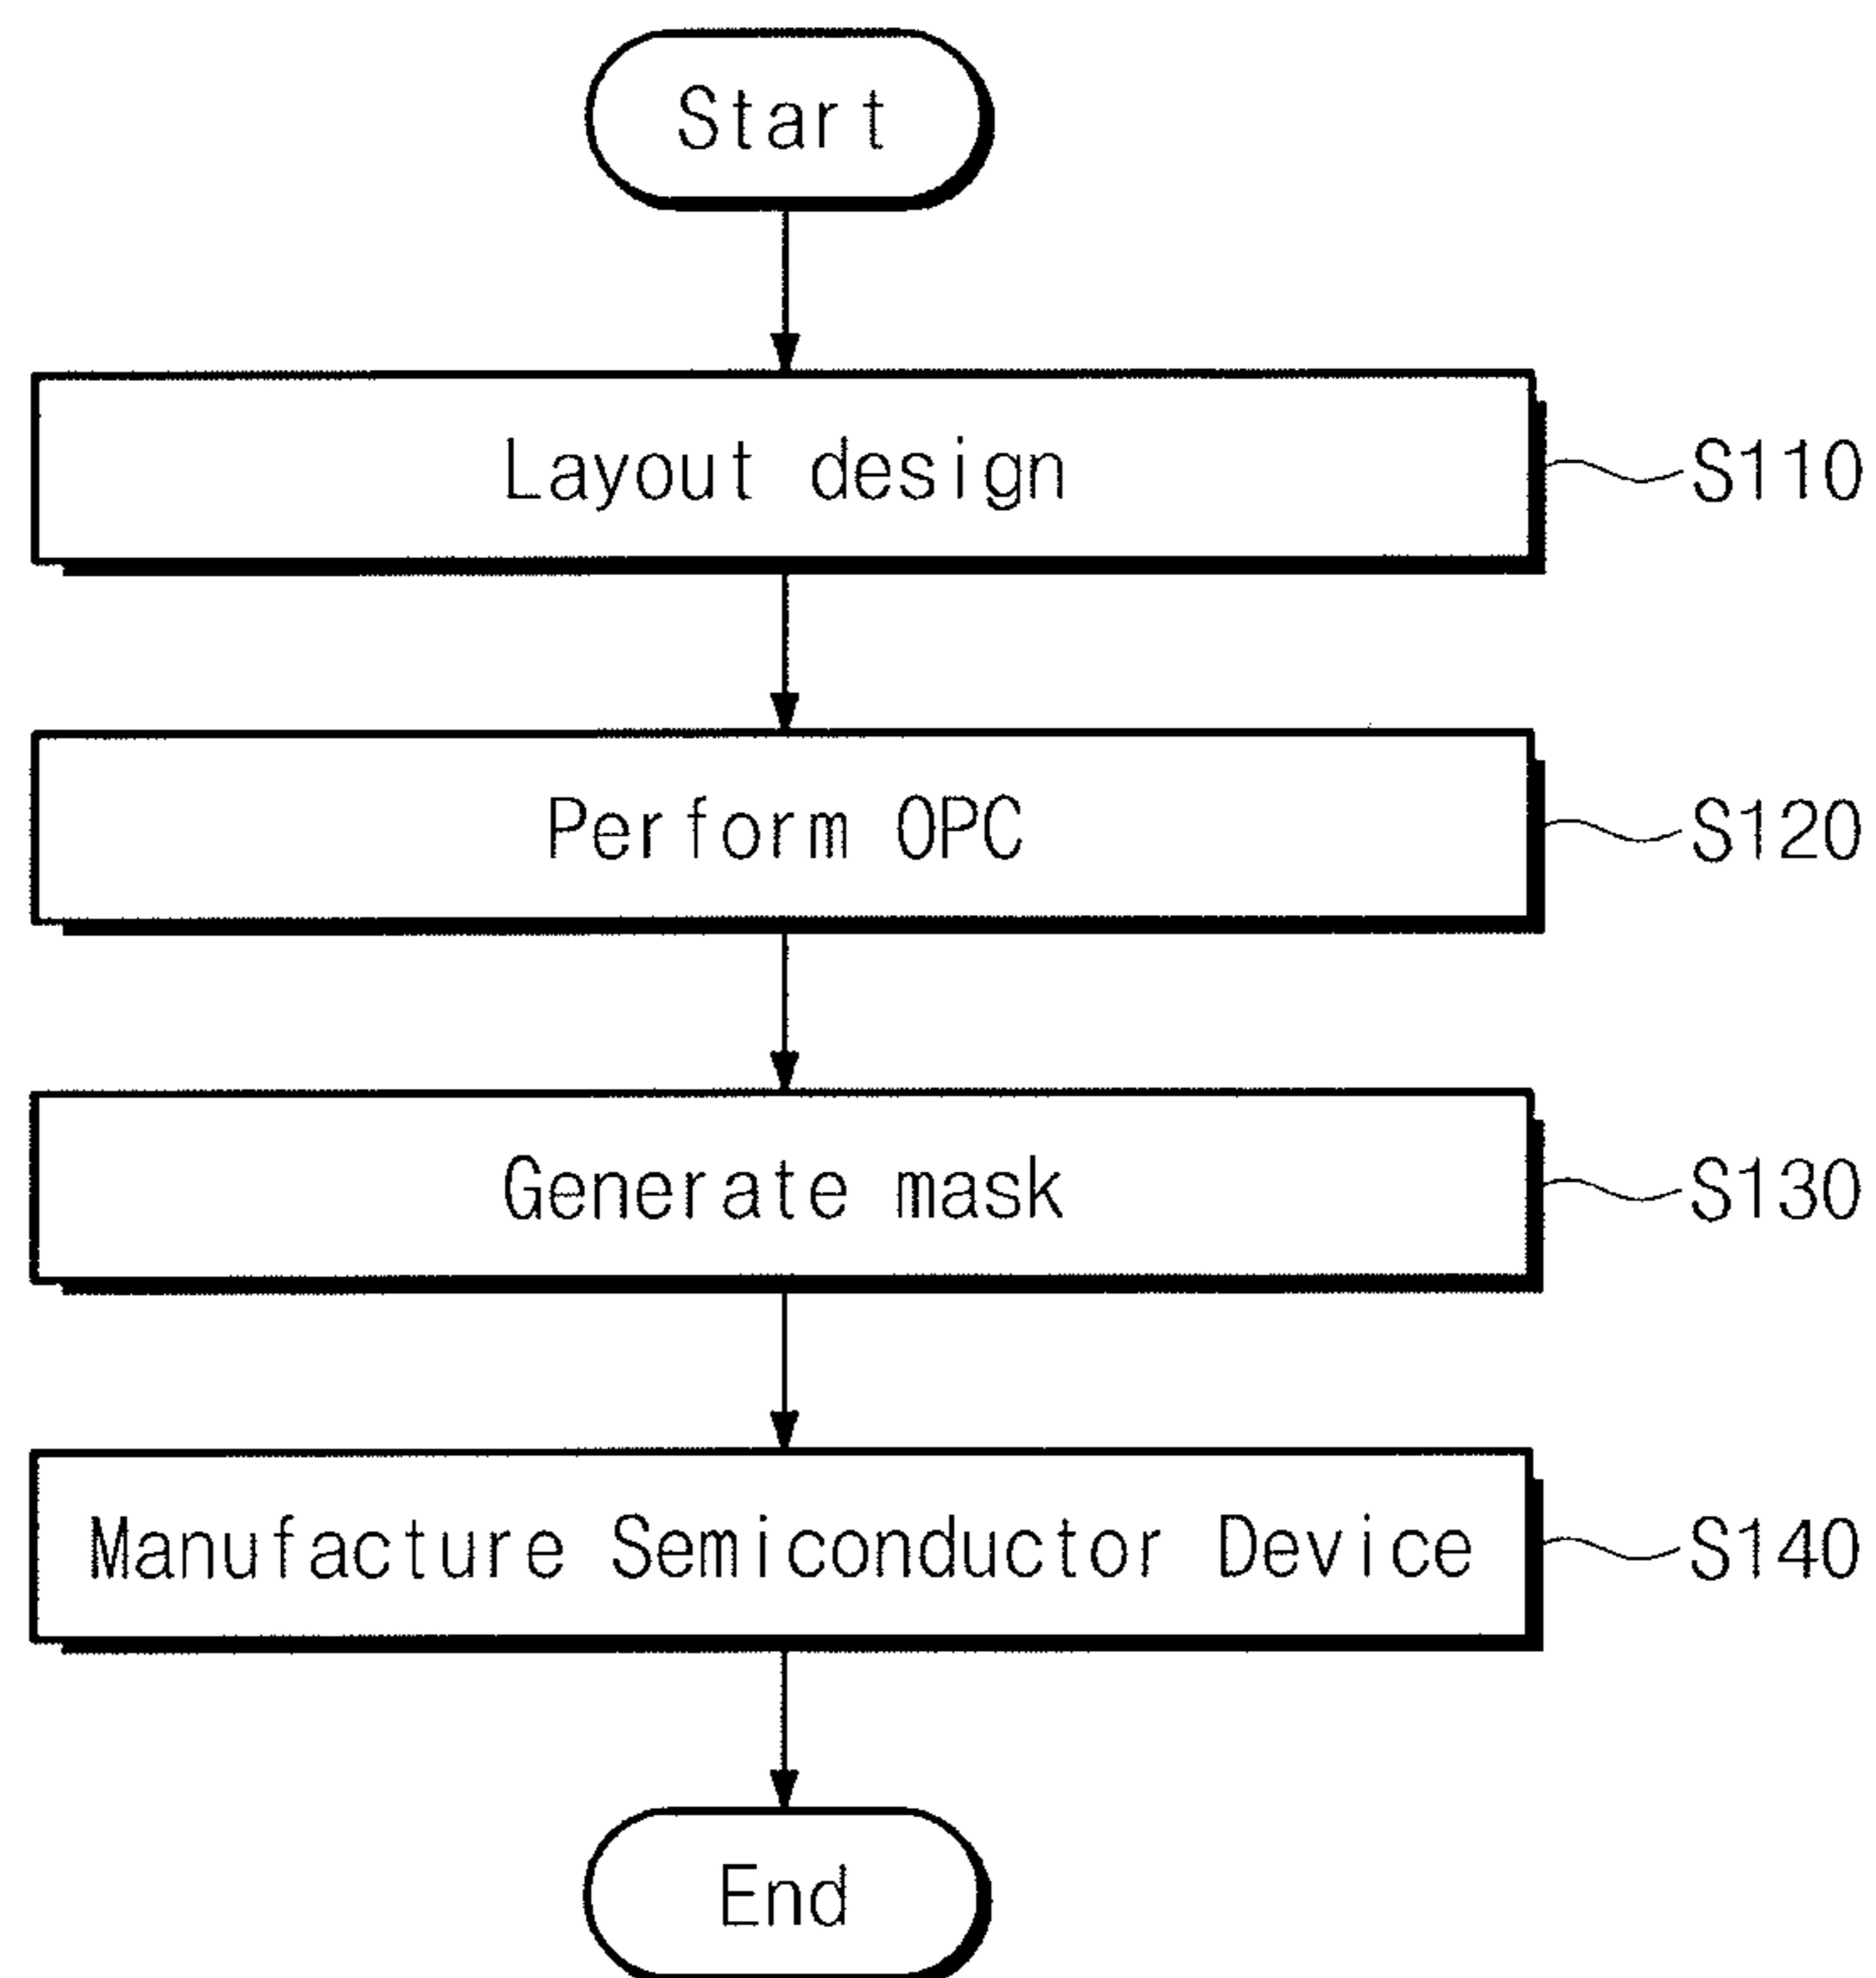 Start
Layout design
S110
Perform OPC
S120
Generate mask
S130
Manufacture Semiconductor Device
S140
End